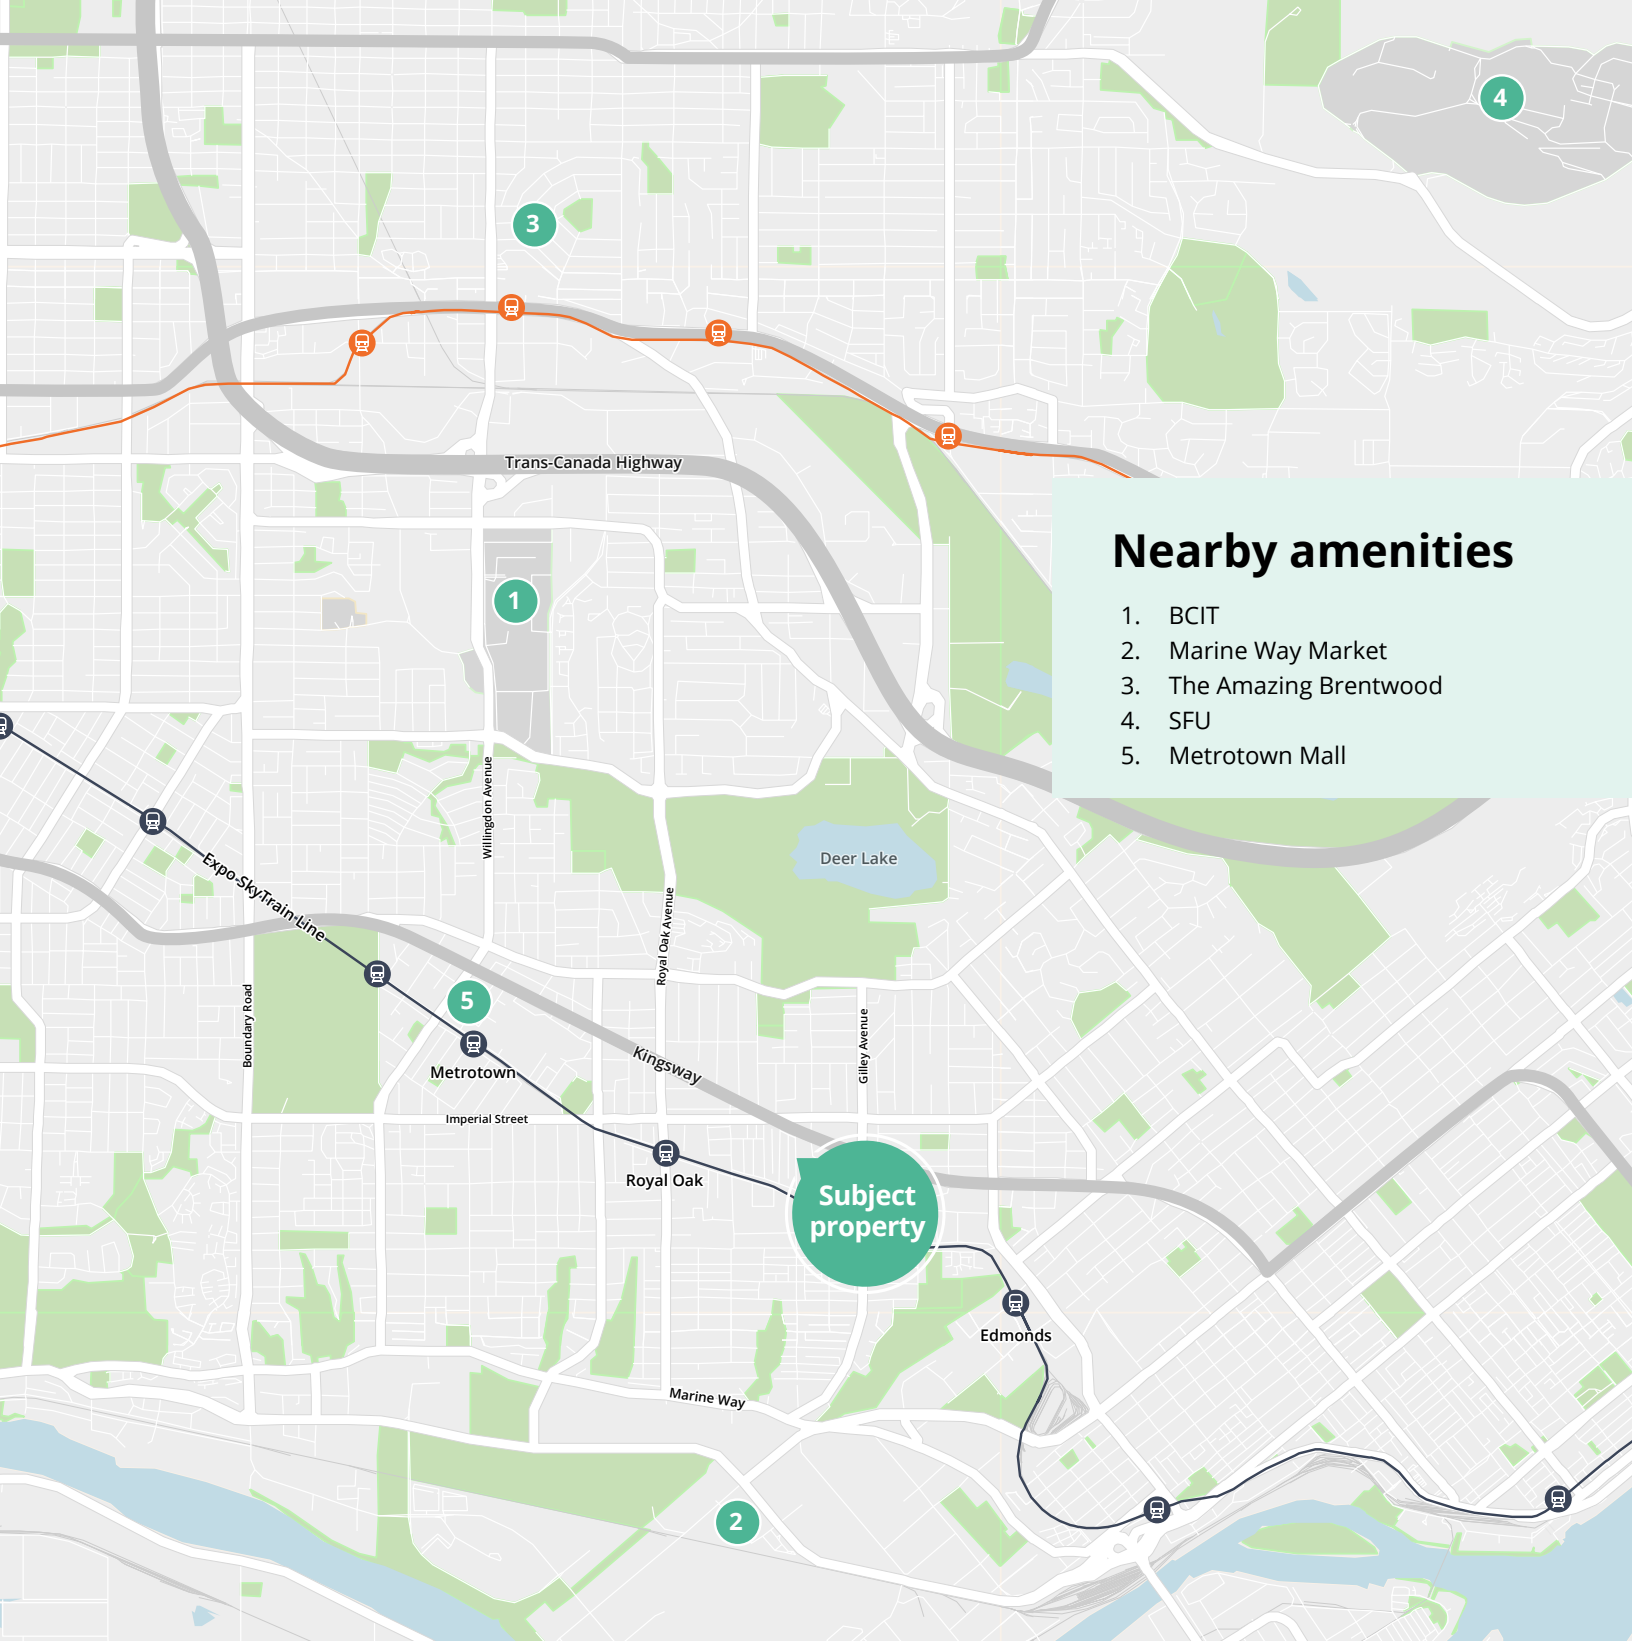 4
3
Trans-Canada Highway
Nearby amenities
1. BCIT
2. Marine Way Market
3. The Amazing Brentwood
4. SFU
5. Metrotown Mall
1
Willingdon Avenue
Deer Lake
Expo SkyTrain Line
Royal Oak Avenue
Boundary Road
5
Gilley Avenue
Kingsway
Metrotown
Imperial Street
Royal Oak
Subject
property
Edmonds
Marine Way
2